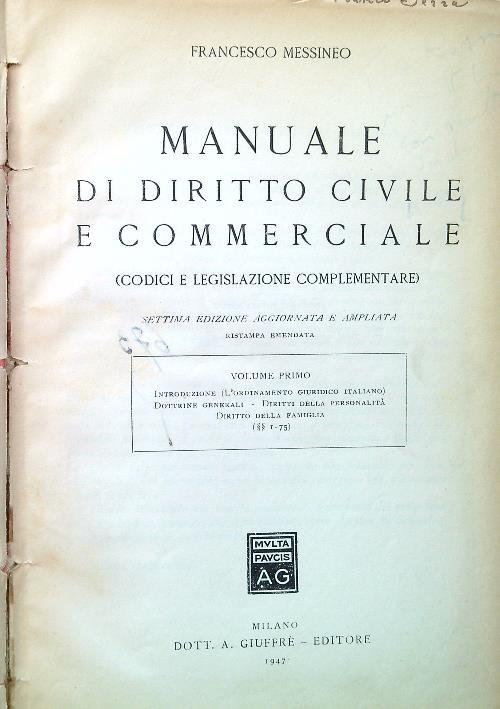 FRANCESCO MESSINEO
MANUALE
DI DIRITTO CIVILE
E COMMERCIALE
(CODICI E LEGISLAZIONE COMPLEMENTARE)
SETTIMA EDIZIONE AGGIORNATA E AMPLIATA
RISTAMPA EMENDATA
VOLUME PRIMO
INTRODUZIONE (L'ORDINAMENTO GIURIDICO ITALIANO)
DOTTRINE GENERALI - DIRITTI DELLA PERSONALITÀ
DIRITTO DELLA FAMIGLIA
(§§ 1-75)
MVLTA
PAVCIS
AG
MILANO
DOTT. A. GIUFFRÈ - EDITORE
1947